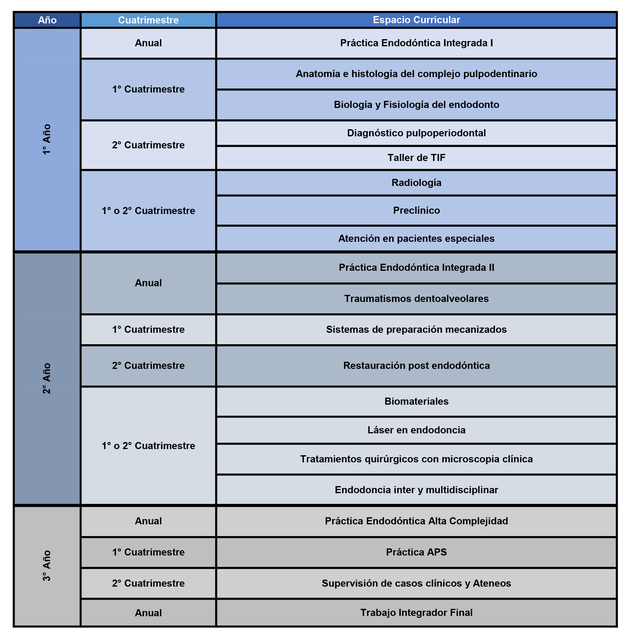 Año Cuatrimestre Espacio Curricular
1° Año
Anual Práctica Endodóntica Integrada I
1° Cuatrimestre Anatomía e histología del complejo pulpodentinario
Biología y Fisiología del endodonto
2° Cuatrimestre Diagnóstico pulpoperiodontal
Taller de TIF
1° o 2° Cuatrimestre Radiología
Preclínico
Atención en pacientes especiales
2° Año
Anual Práctica Endodóntica Integrada II
Traumatismos dentoalveolares
1° Cuatrimestre Sistemas de preparación mecanizados
2° Cuatrimestre Restauración post endodóntica
1° o 2° Cuatrimestre Biomateriales
Láser en endodoncia
Tratamientos quirúrgicos con microscopia clínica
Endodoncia inter y multidisciplinar
3° Año
Anual Práctica Endodóntica Alta Complejidad
1° Cuatrimestre Práctica APS
2° Cuatrimestre Supervisión de casos clínicos y Ateneos
Anual Trabajo Integrador Final